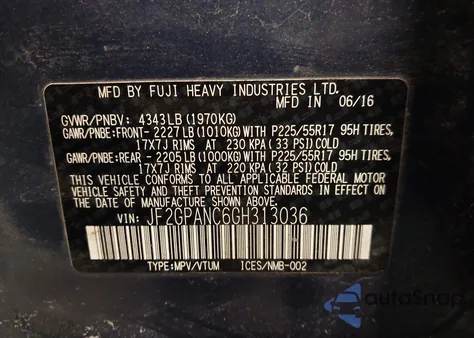 MFD BY FUJI HEAVY INDUSTRIES LTD.
MFD IN 06/16
GVWR/PNBV: 4343LB (1970KG)
GAWR/PNBE:FRONT- 2227 LB (1010KG) WITH P225/55R17 95H TIRES,
17X7J RIMS AT 230 KPA ( 33 PSI) COLD
GAWR/PNBE:REAR - 2205 LB (1000KG) WITH P225/55R17 95H TIRES,
17X7J RIMS AT 220 KPA ( 32 PSI) COLD
THIS VEHICLE CONFORMS TO ALL APPLICABLE FEDERAL MOTOR
VEHICLE SAFETY AND THEFT PREVENTION STANDARDS IN EFFECT ON
THE DATE OF MANUFACTURE SHOWN ABOVE.
VIN: JF2GPANC6GH313036
TYPE:MPV/VTUM ICES/NMB-002
autoSnap